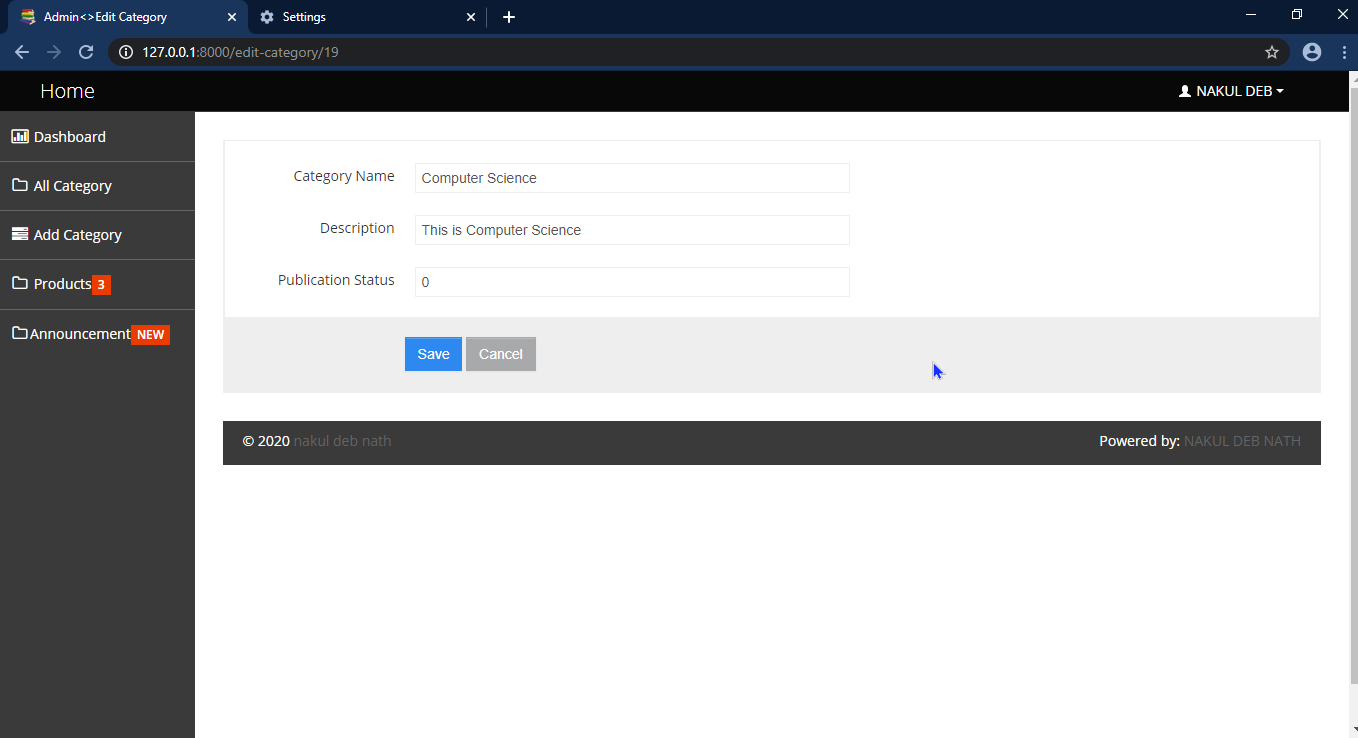 Admin<>Edit Category
Settings
127.0.0.1:8000/edit-category/19
Home
NAKUL DEB
Dashboard
All Category
Add Category
Products 3
Announcement NEW
Category Name
Computer Science
Description
This is Computer Science
Publication Status
0
Save Cancel
© 2020 nakul deb nath
Powered by: NAKUL DEB NATH